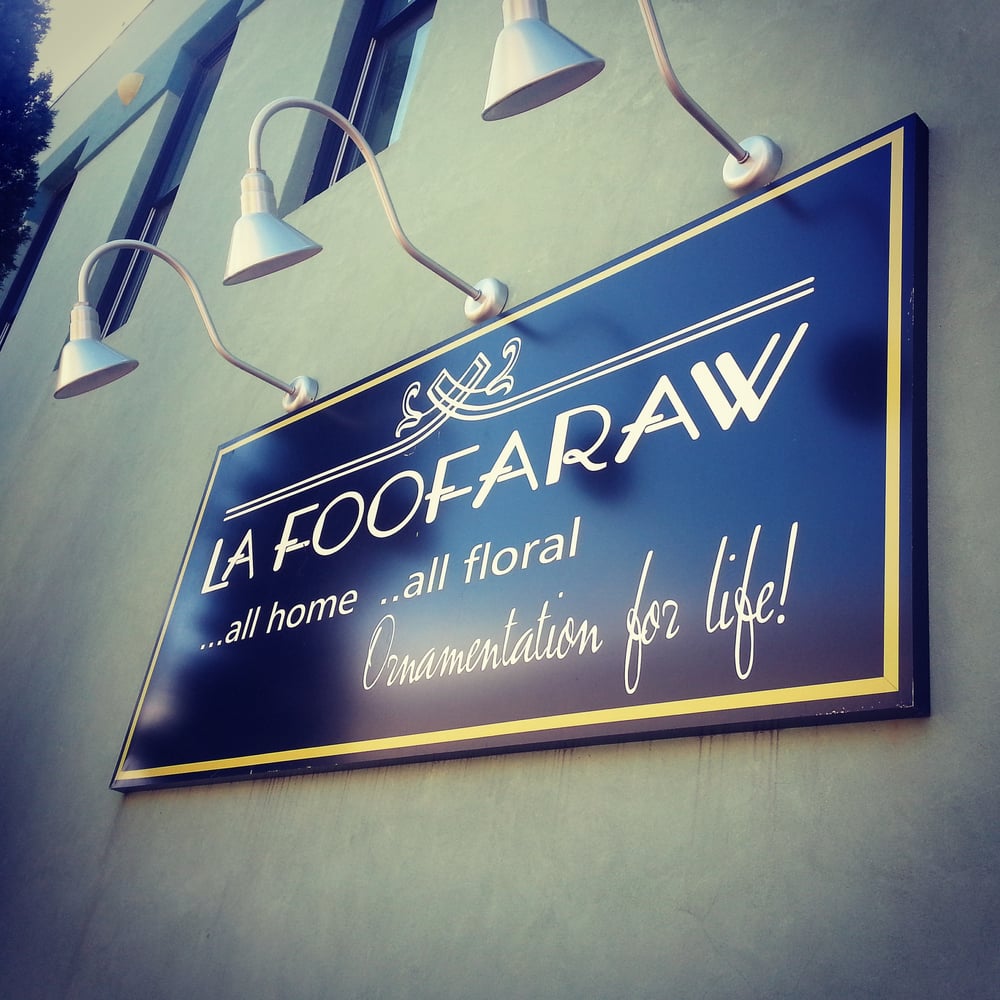 LA FOOFARAW
...all home ..all floral
Ornamentation for life!